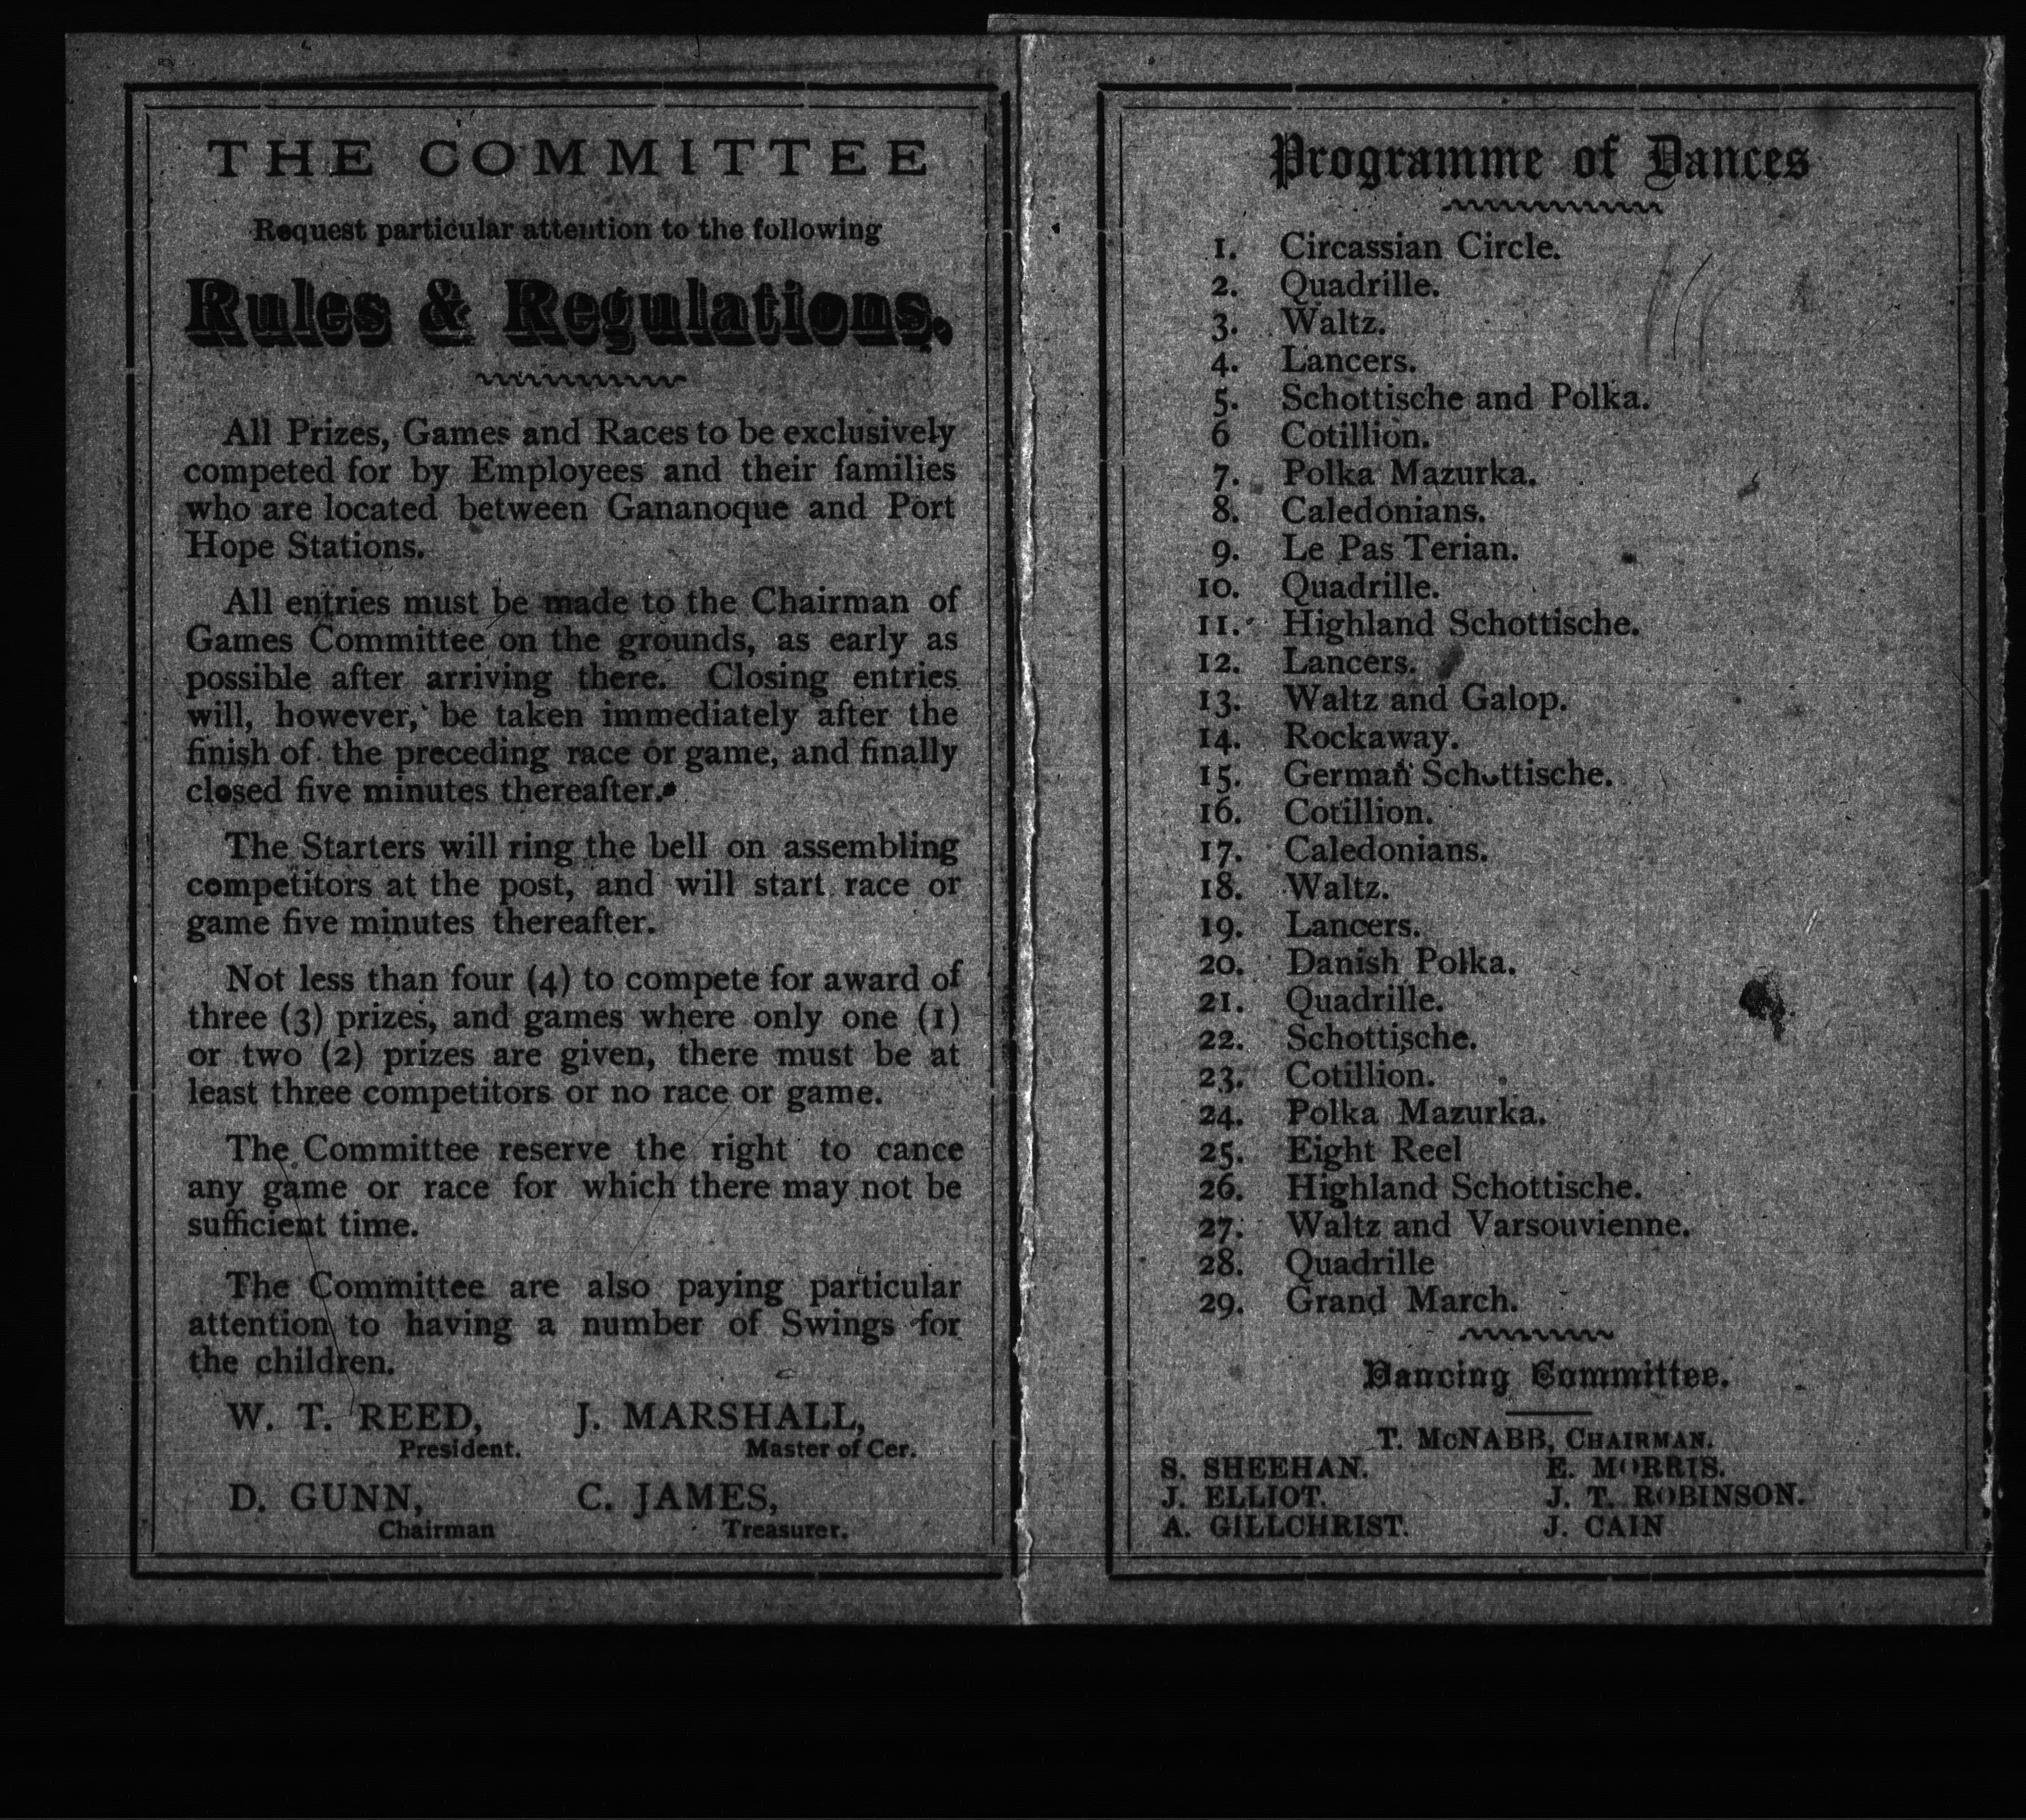 THE COMMITTEE
Request particular attention to the following
Rules & Regulations.
All Prizes, Games and Races to be exclusively
competed for by Employees and their families
who are located between Gananoque and Port
Hope Stations.
All entries must be made to the Chairman of
Games Committee on the grounds, as early as
possible after arriving there. Closing entries
will, however, be taken immediately after the
finish of the preceding race or game, and finally
closed five minutes thereafter.
The Starters will ring the bell on assembling
competitors at the post, and will start race or
game five minutes thereafter.
Not less than four (4) to compete for award of
three (3) prizes, and games where only one (1)
or two (2) prizes are given, there must be at
least three competitors or no race or game.
The Committee reserve the right to cance
any game or race for which there may not be
sufficient time.
The Committee are also paying particular
attention to having a number of Swings for
the children.
W. T. REED, J. MARSHALL,
President. Master of Cer.
D. GUNN, C. JAMES,
Chairman Treasurer.
Programme of Dances
1. Circassian Circle.
2. Quadrille.
3. Waltz.
4. Lancers.
5. Schottische and Polka.
6 Cotillion.
7. Polka Mazurka.
8. Caledonians.
9. Le Pas Terian.
10. Quadrille.
11. Highland Schottische.
12. Lancers.
13. Waltz and Galop.
14. Rockaway.
15. German Schottische.
16. Cotillion.
17. Caledonians.
18. Waltz.
19. Lancers.
20. Danish Polka.
21. Quadrille.
22. Schottische.
23. Cotillion.
24. Polka Mazurka.
25. Eight Reel
26. Highland Schottische.
27. Waltz and Varsouvienne.
28. Quadrille
29. Grand March.
Dancing Committee.
T. McNABB, CHAIRMAN.
S. SHEEHAN. E. MORRIS.
J. ELLIOT. J. T. ROBINSON.
A. GILLCHRIST. J. CAIN